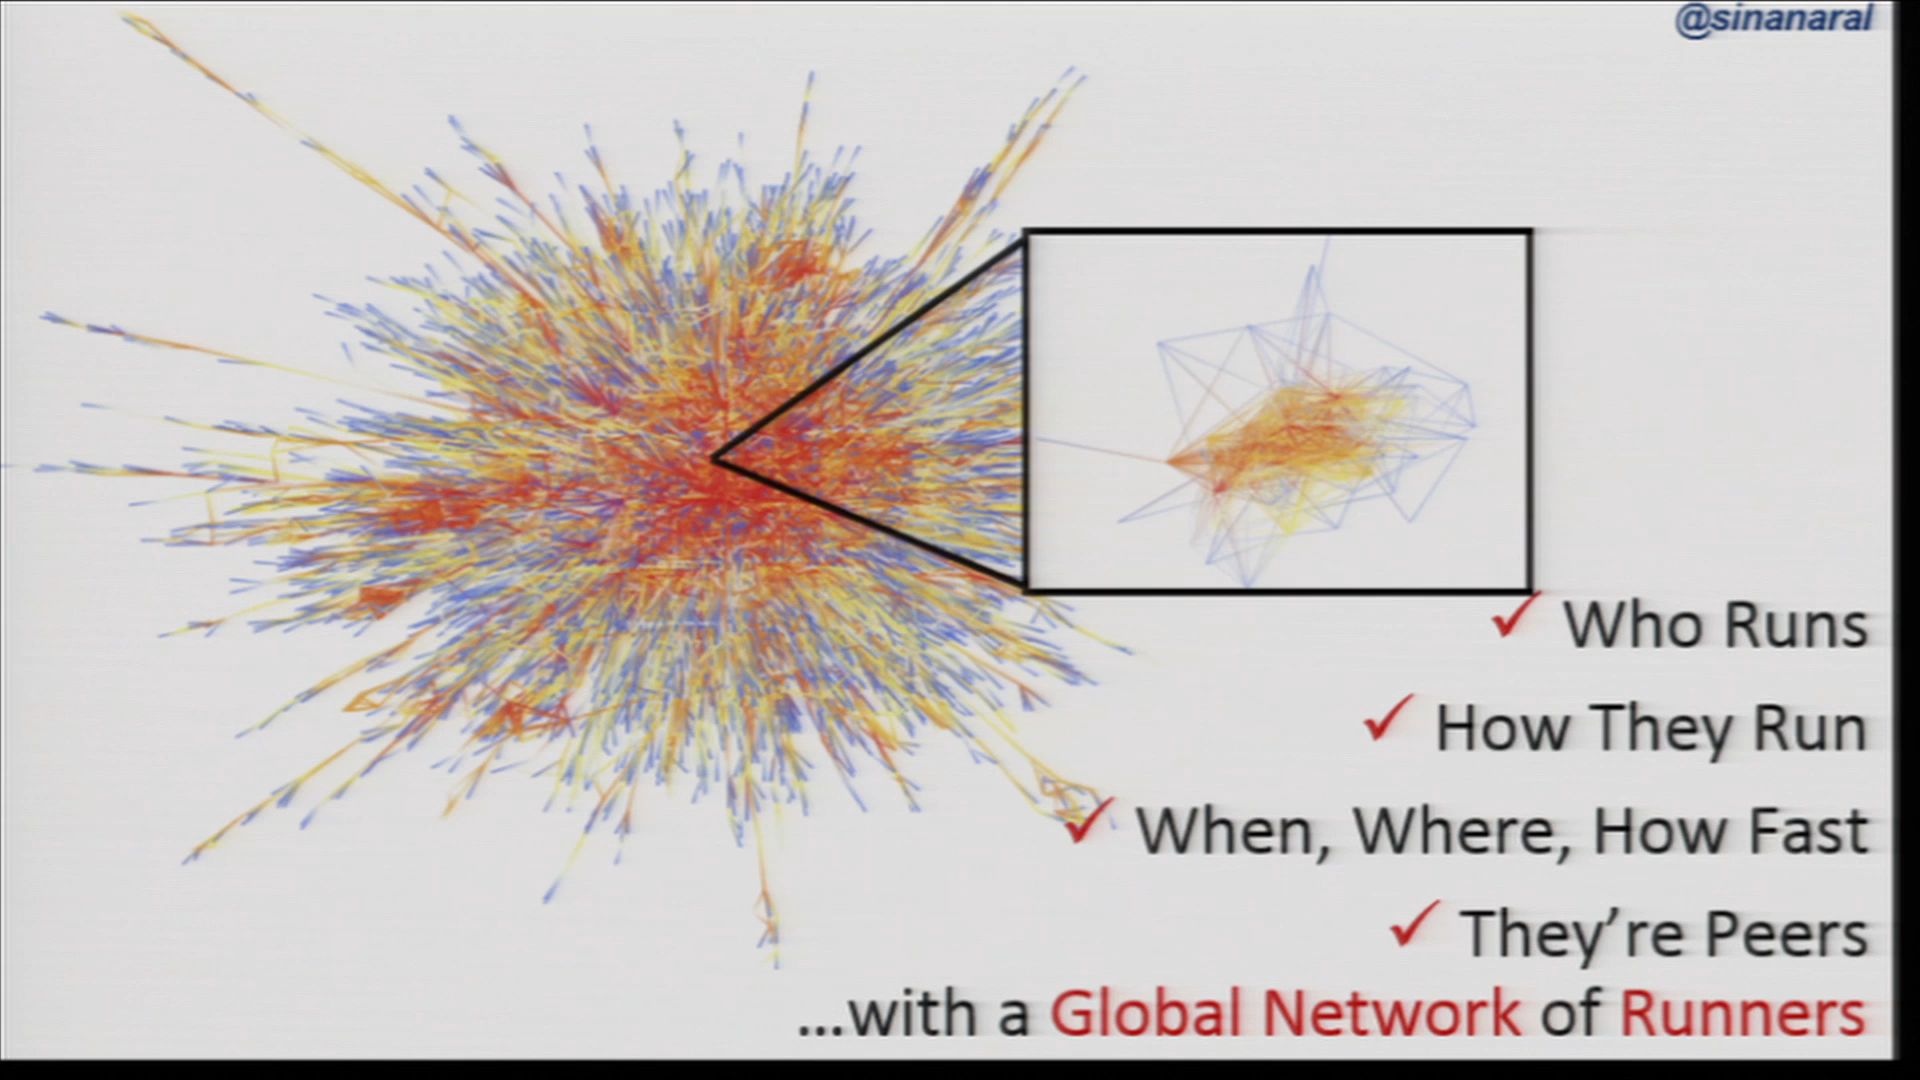 @sinanaral
Who Runs
How They Run
When, Where, How Fast
They’re Peers
...with a Global Network of Runners